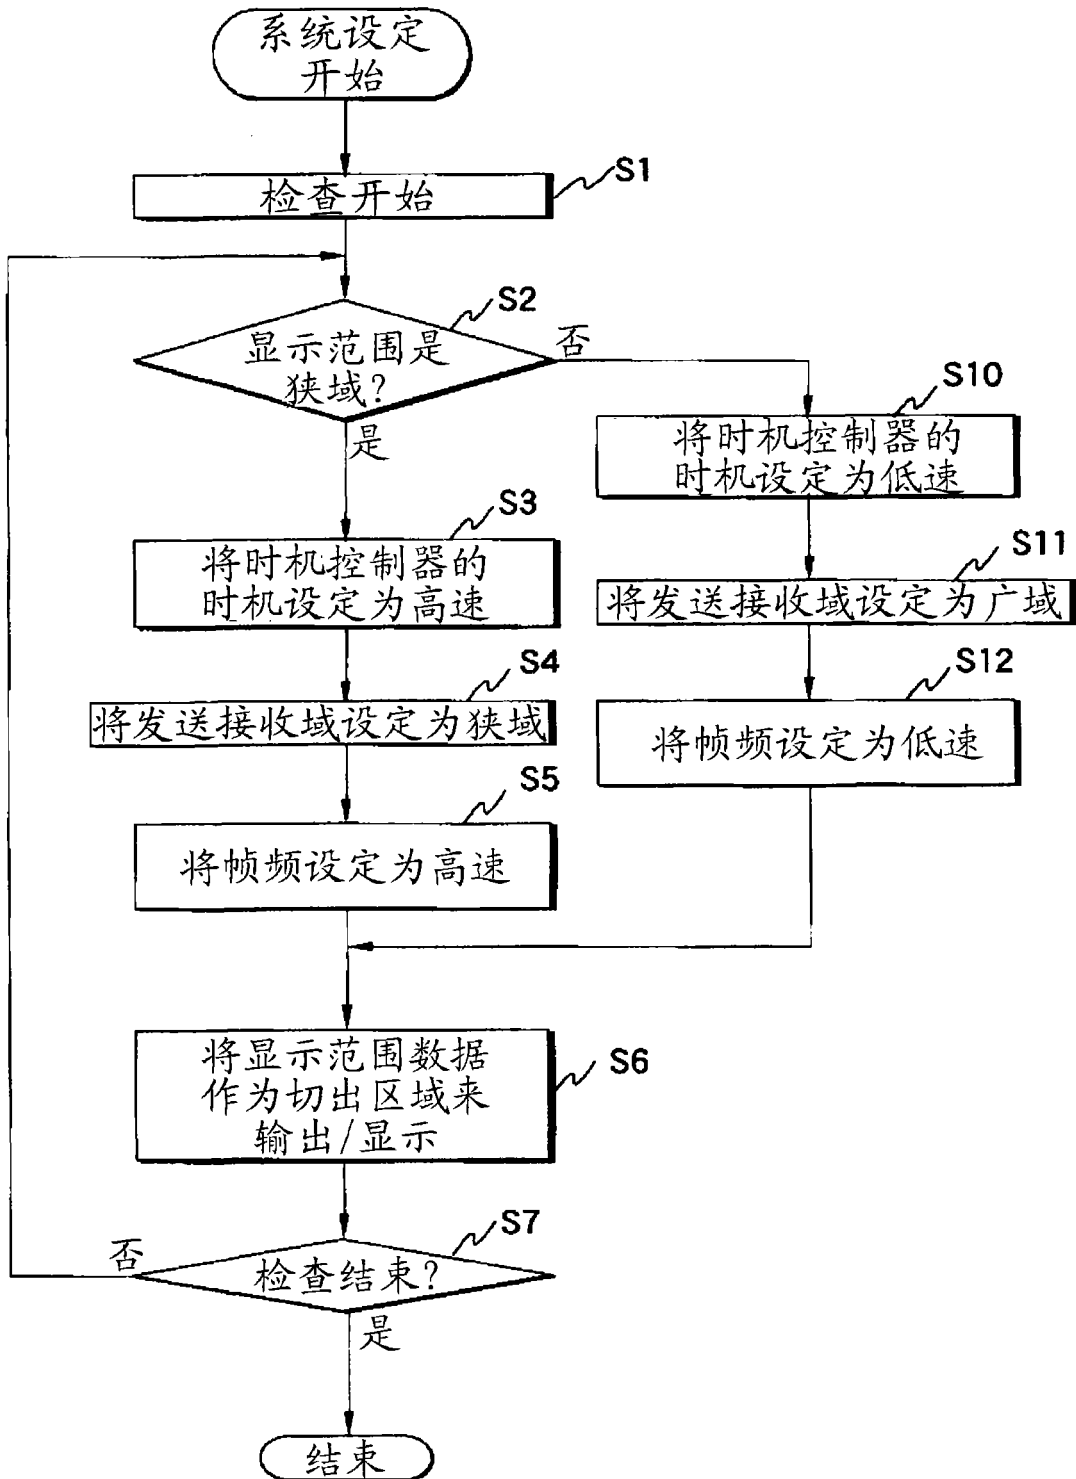 系统设定
开始
S1
检查开始
S2
显示范围是
狭域?
否
是
S10
将时机控制器的
时机设定为低速
S3
将时机控制器的
时机设定为高速
S11
将发送接收域设定为广域
S4
将发送接收域设定为狭域
S12
将帧频设定为低速
S5
将帧频设定为高速
S6
将显示范围数据
作为切出区域来
输出/显示
S7
否
检查结束?
是
结束